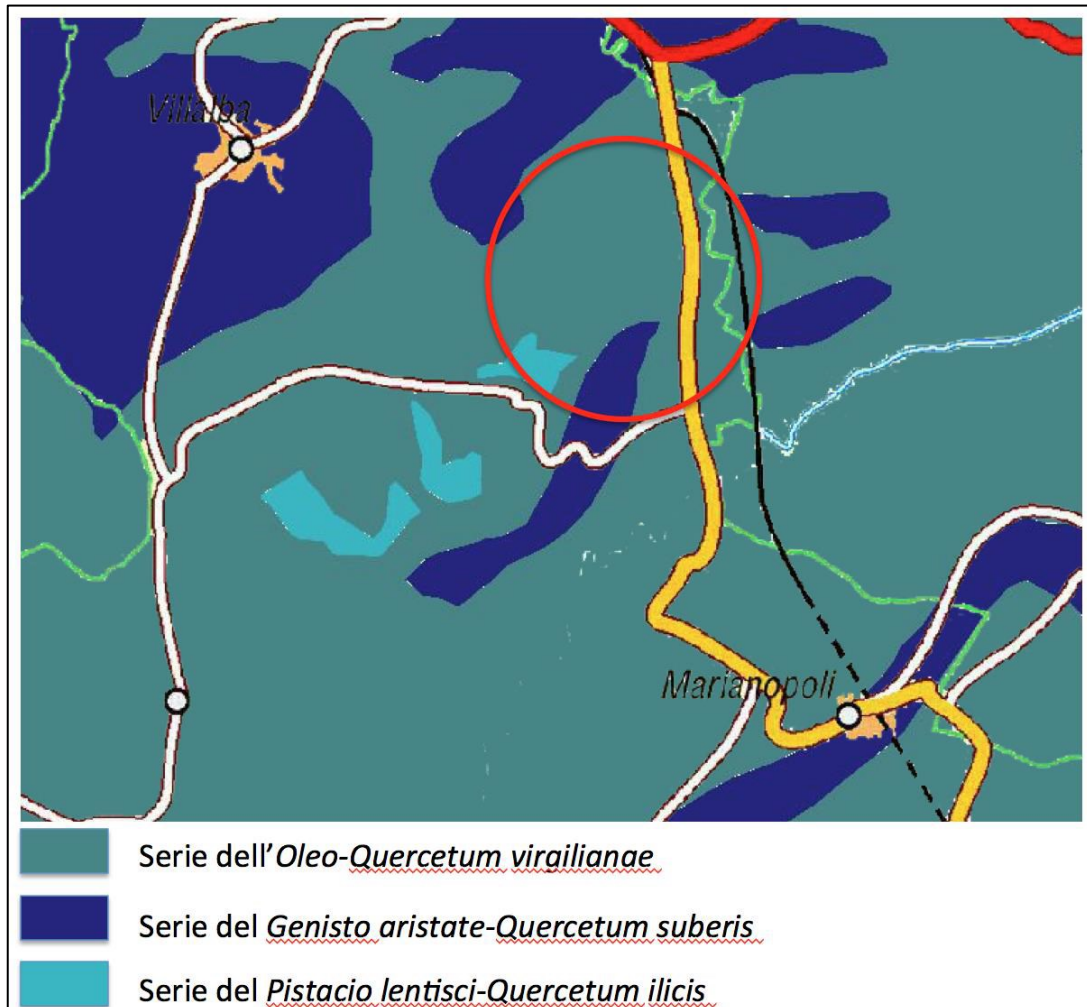 Villalba
Marianopoli
Serie dell’Oleo-Quercetum virgilianae
Serie del Genisto aristate-Quercetum suberis
Serie del Pistacio lentisci-Quercetum ilicis